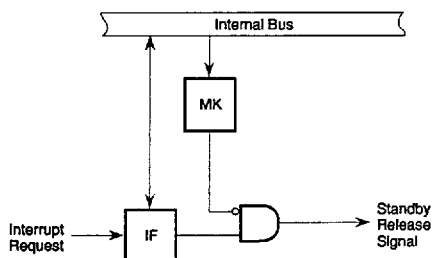 Internal Bus
MK
Interrupt
Request
IF
Standby
Release
Signal